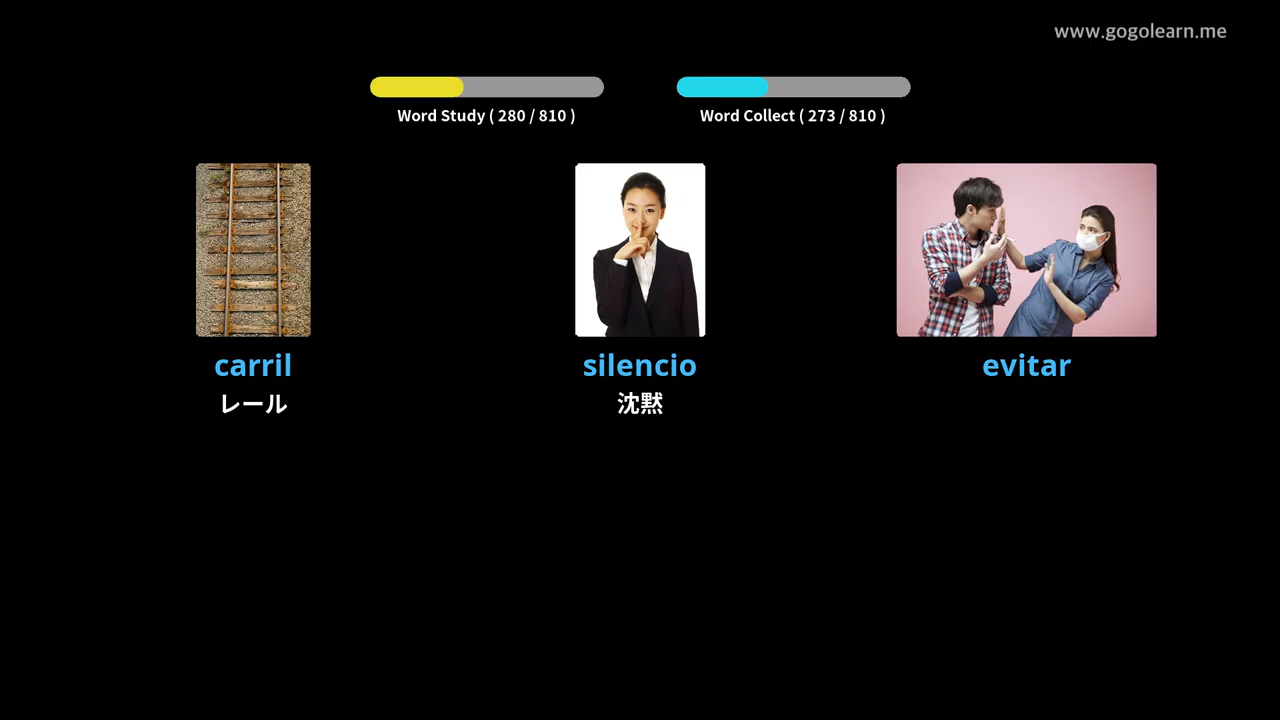 www.gogolearn.me
Word Study ( 280 / 810 )
Word Collect ( 273 / 810 )
carril
silencio
evitar
レール
沈黙